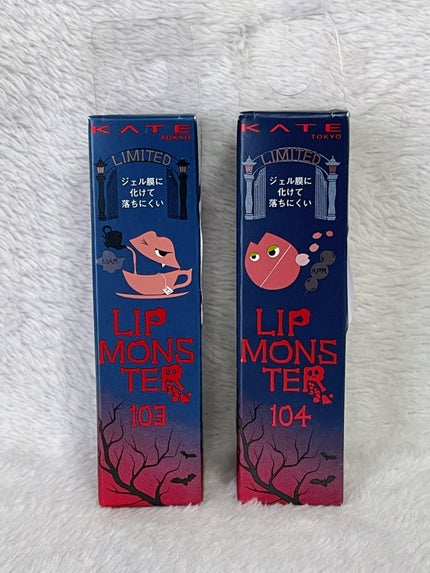 KATE
TOKYO
LIMITED
ジェル膜に
化けて
落ちにくい
MAR
LIP
MONS
TER
103
KATE
TOKYO
LIMITED
ジェル膜に
化けて
落ちにくい
APR
LIP
MONS
TER
104